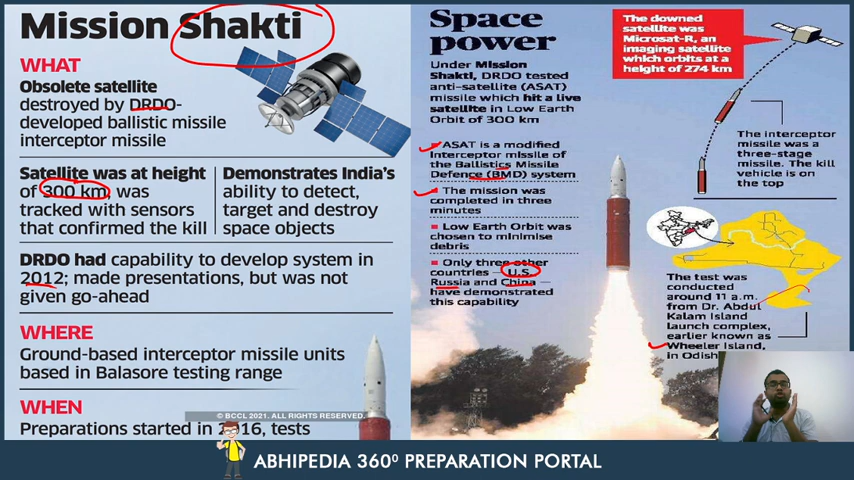 Mission Shakti
WHAT
Obsolete satellite
destroyed by DRDO-
developed ballistic missile
interceptor missile
Satellite was at height
of 300 km, was
tracked with sensors
that confirmed the kill
Demonstrates India's
ability to detect,
target and destroy
space objects
DRDO had capability to develop system in
2012; made presentations, but was not
given go-ahead
WHERE
Ground-based interceptor missile units
based in Balasore testing range
WHEN
© BCCL 2021. ALL RIGHTS RESERVED.
Preparations started in 2016, tests
Space
power
Under Mission
Shakti, DRDO tested
anti-satellite (ASAT)
missile which hit a live
satellite in Low Earth
Orbit of 300 km
ASAT is a modified
interceptor missile of
the Ballistics Missile
Defence (BMD) system
The mission was
completed in three
minutes
Low Earth Orbit was
chosen to minimise
debris
Only three other
countries — U.S.
Russia and China —
have demonstrated
this capability
The downed
satellite was
Microsat-R, an
imaging satellite
which orbits at a
height of 274 km
The interceptor
missile was a
three-stage
missile. The kill
vehicle is on
the top
The test was
conducted
around 11 a.m.
from Dr. Abdul
Kalam Island
launch complex,
earlier known as
Wheeler Island,
in Odish
ABHIPEDIA 360⁰ PREPARATION PORTAL